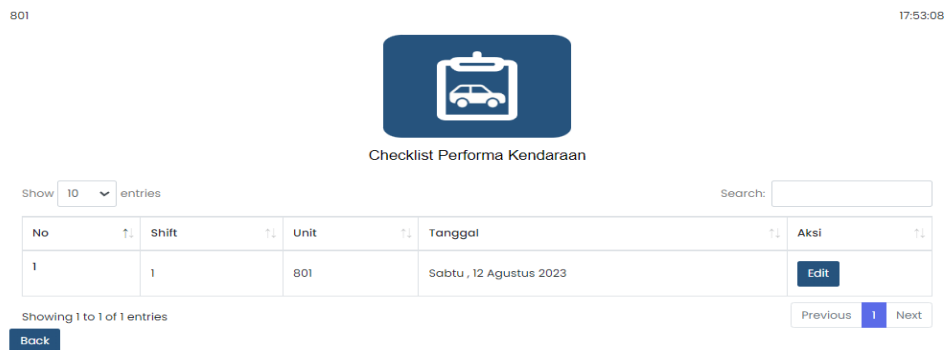 801 17:53:08
Checklist Performa Kendaraan
Show 10 entries Search:
No Shift Unit Tanggal Aksi
1 1 801 Sabtu , 12 Agustus 2023 Edit
Showing 1 to 1 of 1 entries Previous 1 Next
Back